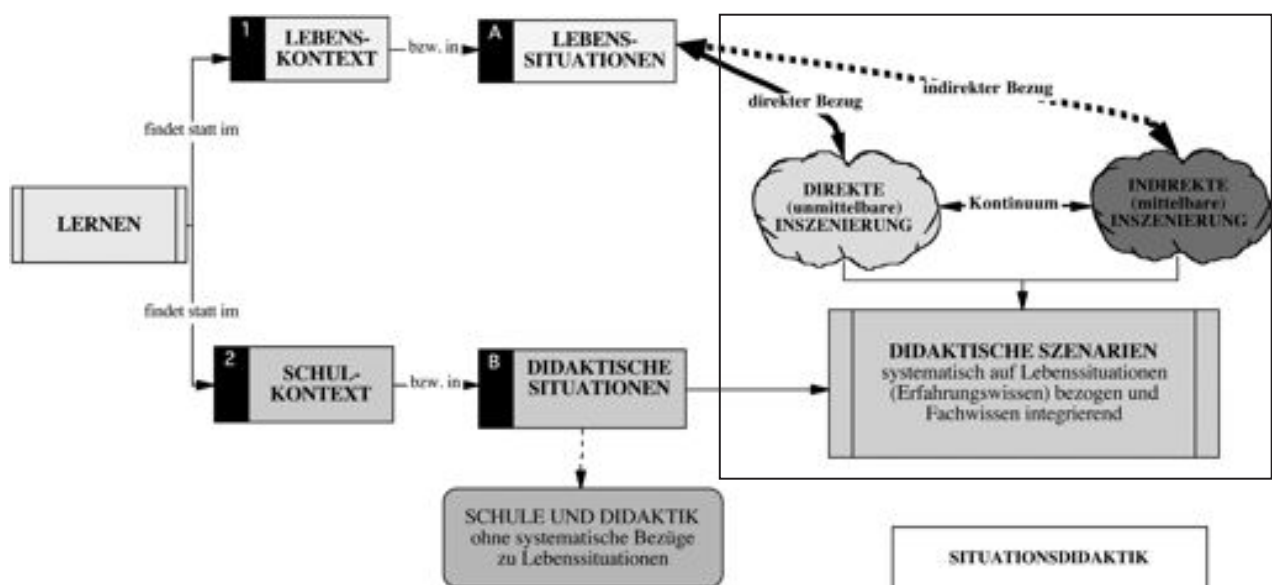 1
LEBENS-
KONTEXT
bzw. in
A
LEBENS-
SITUATIONEN
direkter Bezug
indirekter Bezug
findet statt im
DIREKTE
(unmittelbare)
INSZENIERUNG
Kontinuum
INDIREKTE
(mittelbare)
INSZENIERUNG
LERNEN
findet statt im
2
SCHUL-
KONTEXT
bzw. in
B
DIDAKTISCHE
SITUATIONEN
DIDAKTISCHE SZENARIEN
systematisch auf Lebenssituationen
(Erfahrungswissen) bezogen und
Fachwissen integrierend
SCHULE UND DIDAKTIK
ohne systematische Bezüge
zu Lebenssituationen
SITUATIONSDIDAKTIK